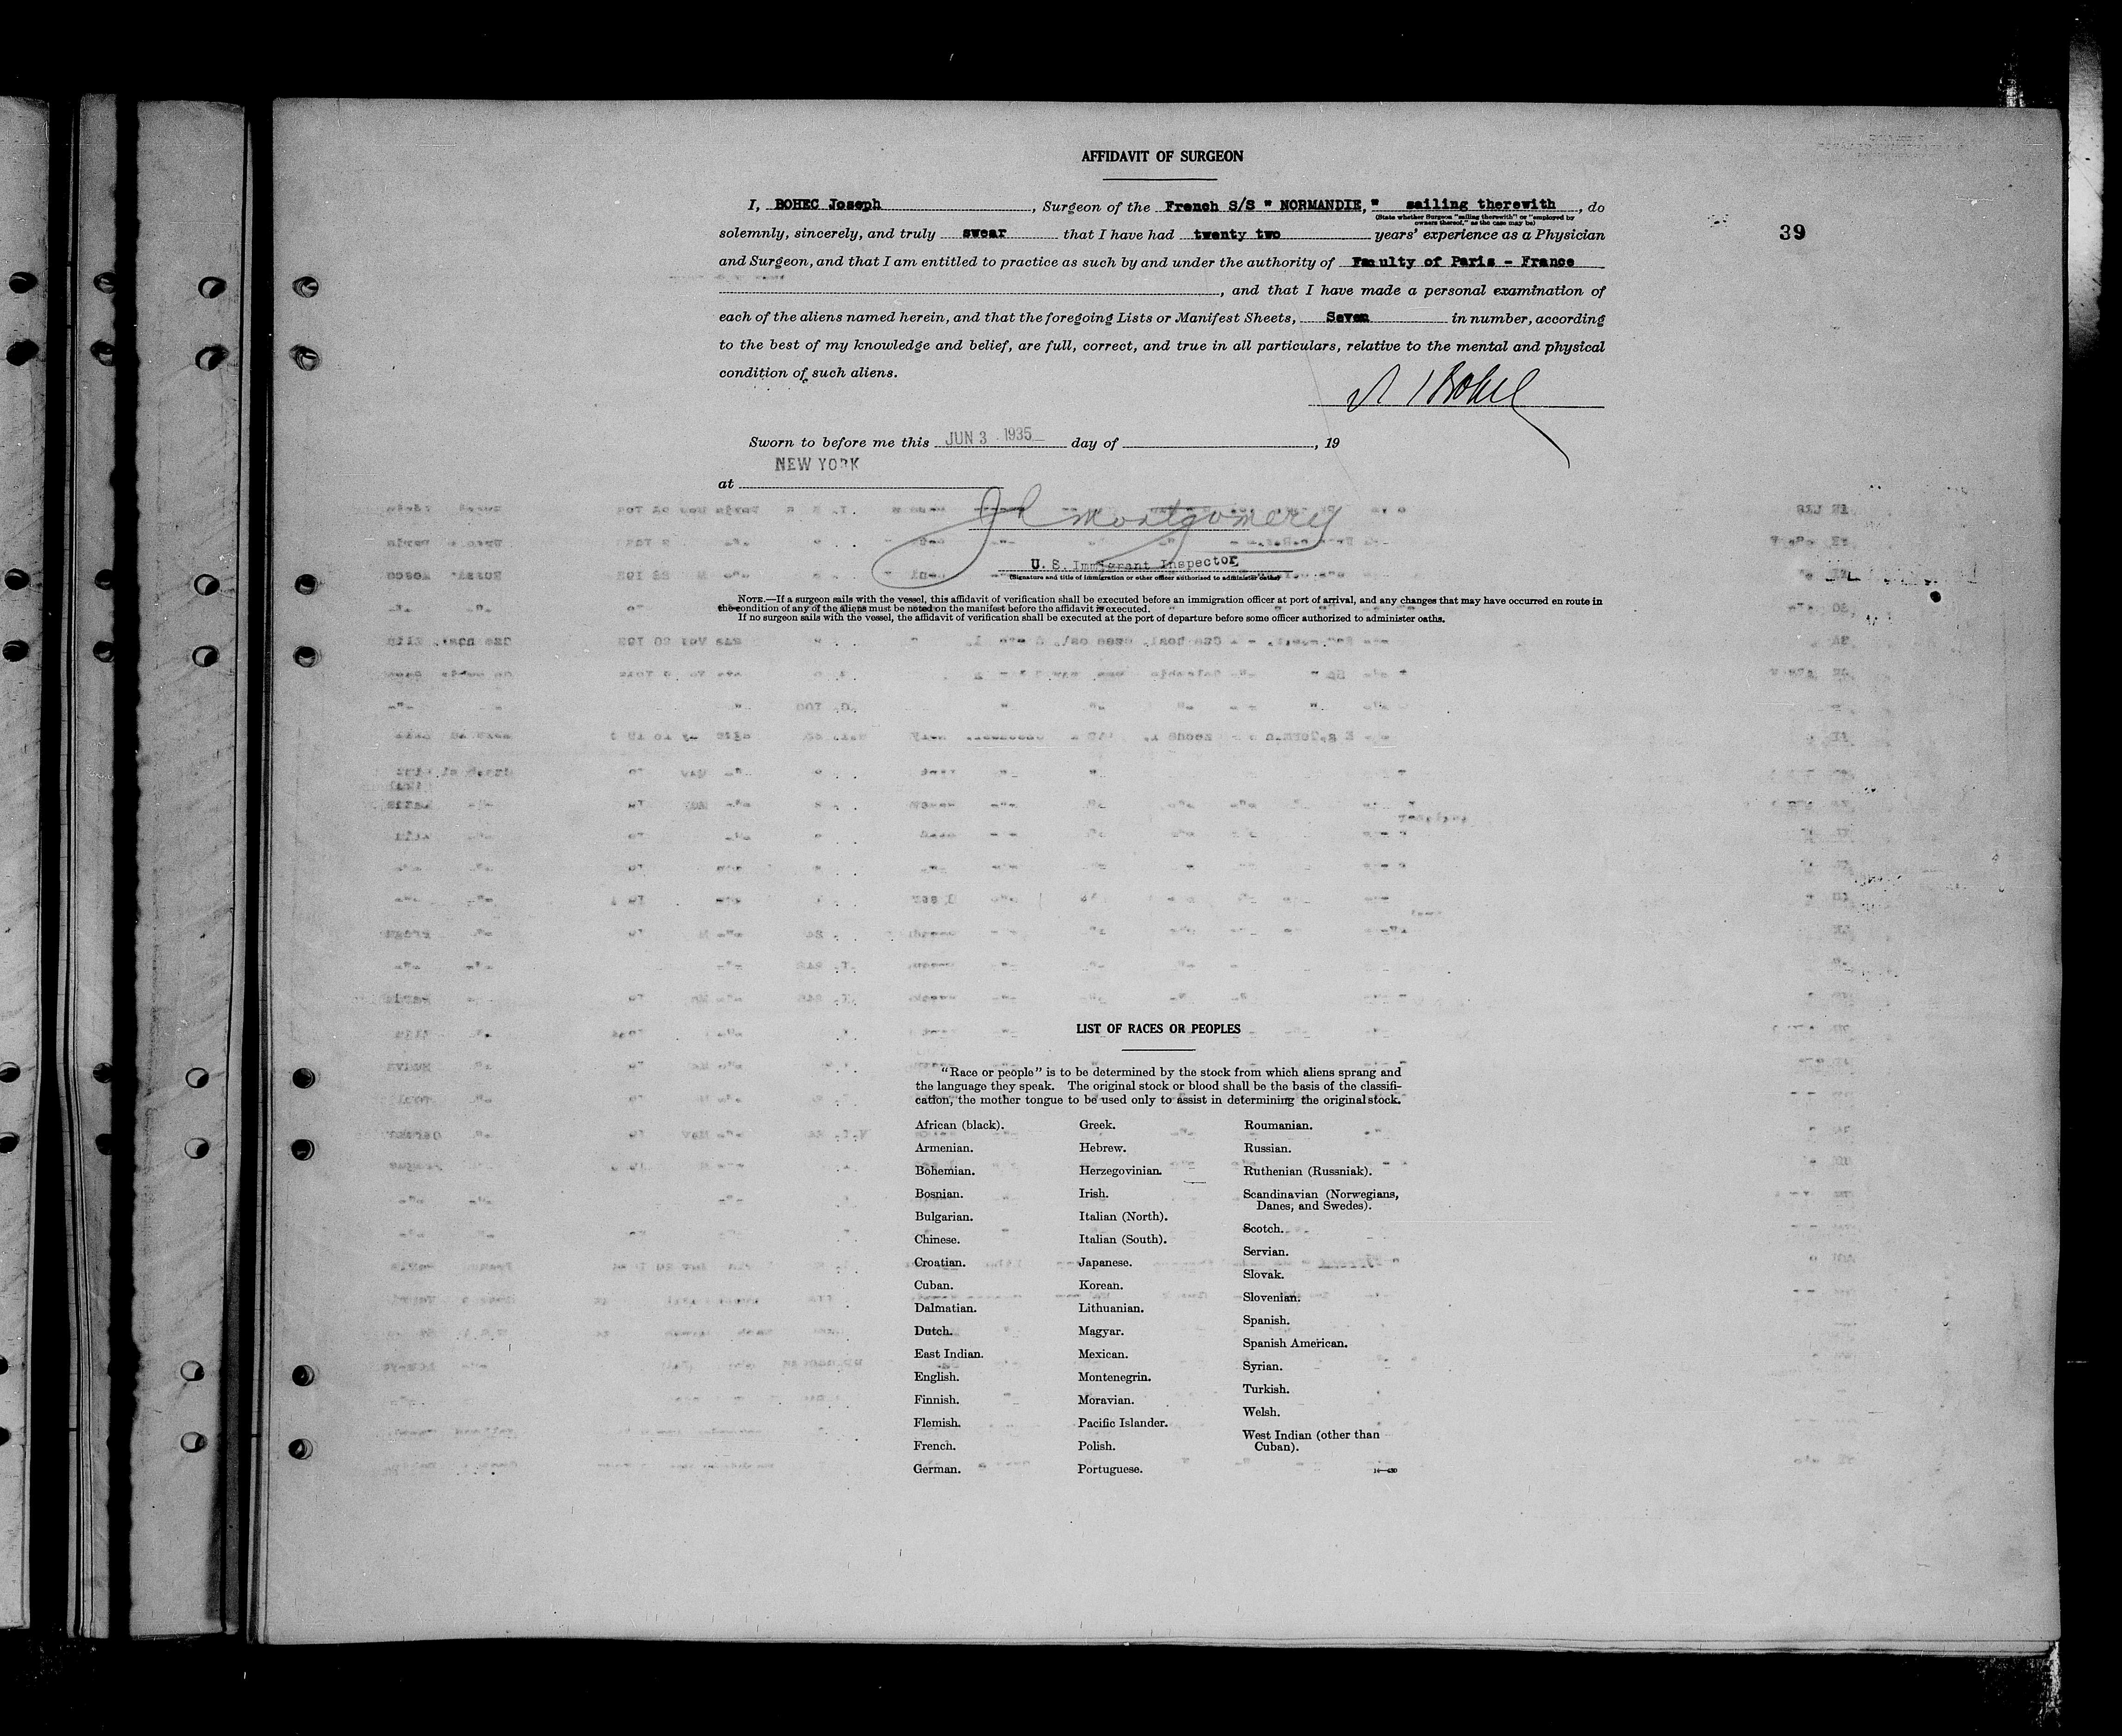 AFFIDAVIT OF SURGEON
I, BOHEC Joseph, Surgeon of the French S/S " NORMANDIE, " sailing therewith, do
(State whether Surgeon "sailing therewith" or "employed by
owners thereof," as the case may be)
39
solemnly, sincerely, and truly swear that I have had twenty two years' experience as a Physician
and Surgeon, and that I am entitled to practice as such by and under the authority of Faculty of Paris - France
, and that I have made a personal examination of
each of the aliens named herein, and that the foregoing Lists or Manifest Sheets, Seven in number, according
to the best of my knowledge and belief, are full, correct, and true in all particulars, relative to the mental and physical
condition of such aliens.
Bohec
Sworn to before me this JUN 3 1935 day of , 19
NEW YORK
at
Montgomery
U. S. Immigrant Inspector
(Signature and title of immigration or other officer authorized to administer oaths)
NOTE.—If a surgeon sails with the vessel, this affidavit of verification shall be executed before an immigration officer at port of arrival, and any changes that may have occurred en route in
the condition of any of the aliens must be noted on the manifest before the affidavit is executed.
If no surgeon sails with the vessel, the affidavit of verification shall be executed at the port of departure before some officer authorized to administer oaths.
LIST OF RACES OR PEOPLES
"Race or people" is to be determined by the stock from which aliens sprang and
the language they speak. The original stock or blood shall be the basis of the classifi-
cation, the mother tongue to be used only to assist in determining the original stock.
African (black).
Armenian.
Bohemian.
Bosnian.
Bulgarian.
Chinese.
Croatian.
Cuban.
Dalmatian.
Dutch.
East Indian.
English.
Finnish.
Flemish.
French.
German.
Greek.
Hebrew.
Herzegovinian.
Irish.
Italian (North).
Italian (South).
Japanese.
Korean.
Lithuanian.
Magyar.
Mexican.
Montenegrin.
Moravian.
Pacific Islander.
Polish.
Portuguese.
Roumanian.
Russian.
Ruthenian (Russniak).
Scandinavian (Norwegians,
Danes, and Swedes).
Scotch.
Servian.
Slovak.
Slovenian.
Spanish.
Spanish American.
Syrian.
Turkish.
Welsh.
West Indian (other than
Cuban).